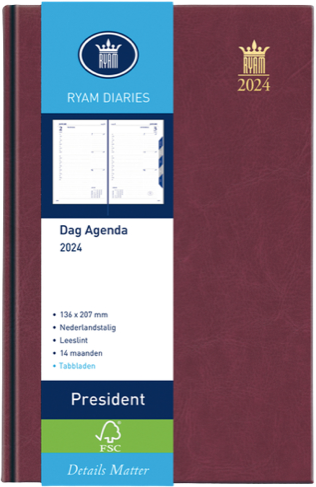 RYAM
RYAM DIARIES
RYAM
2024
Dag Agenda
2024
• 136 x 207 mm
• Nederlandstalig
• Leeslint
• 14 maanden
• Tabbladen
President
FSC
Details Matter